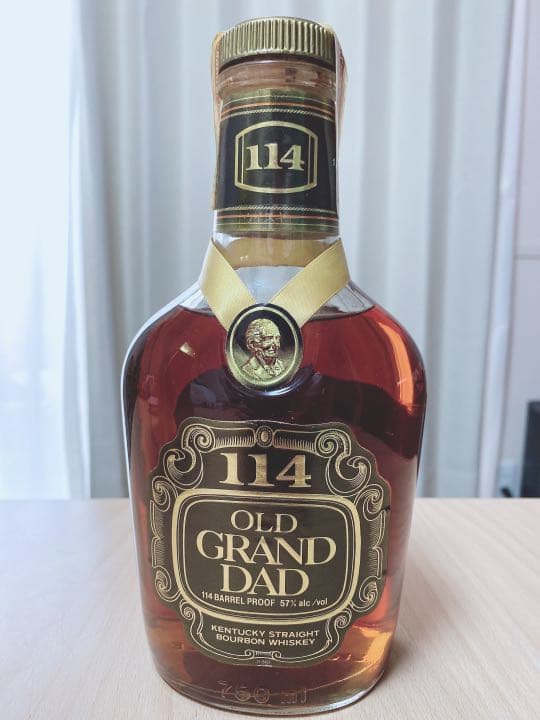 114
114
OLD
GRAND
DAD
114 BARREL PROOF 57% alc/vol
KENTUCKY STRAIGHT
BOURBON WHISKEY
750 ml